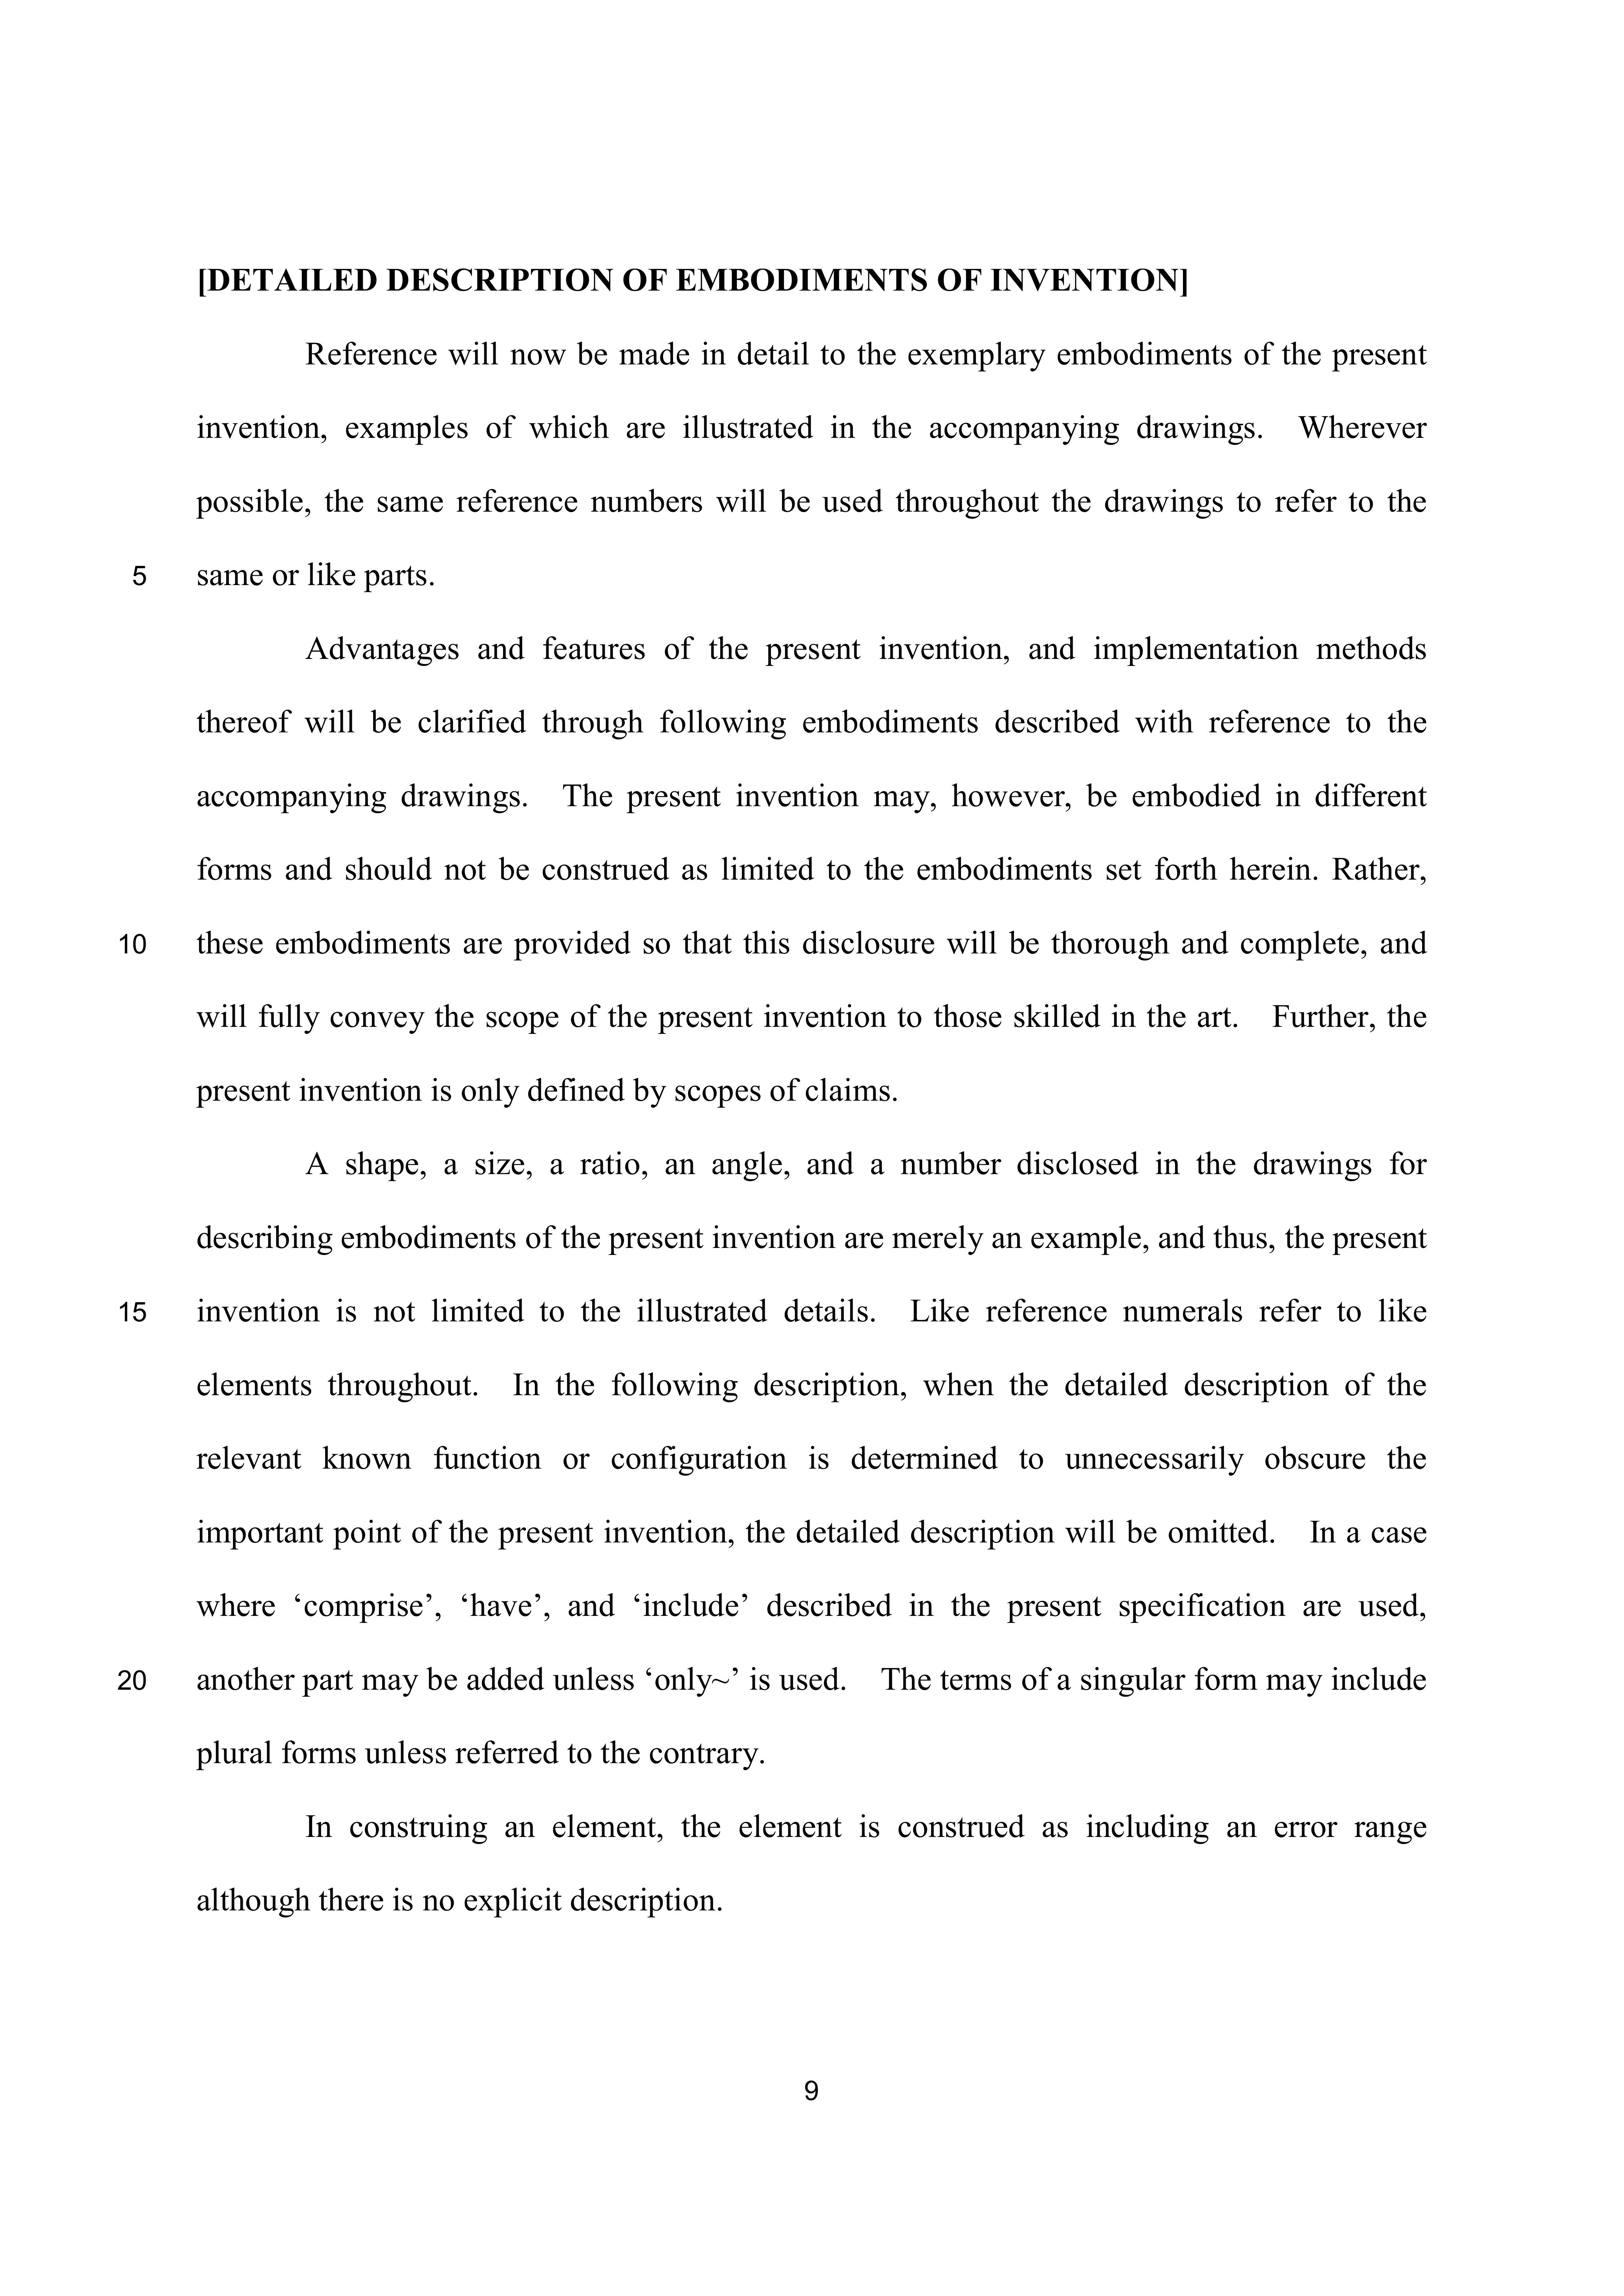 [DETAILED DESCRIPTION OF EMBODIMENTS OF INVENTION]
Reference will now be made in detail to the exemplary embodiments of the present
invention, examples of which are illustrated in the accompanying drawings. Wherever
possible, the same reference numbers will be used throughout the drawings to refer to the
5 same or like parts.
Advantages and features of the present invention, and implementation methods
thereof will be clarified through following embodiments described with reference to the
accompanying drawings. The present invention may, however, be embodied in different
forms and should not be construed as limited to the embodiments set forth herein. Rather,
10 these embodiments are provided so that this disclosure will be thorough and complete, and
will fully convey the scope of the present invention to those skilled in the art. Further, the
present invention is only defined by scopes of claims.
A shape, a size, a ratio, an angle, and a number disclosed in the drawings for
describing embodiments of the present invention are merely an example, and thus, the present
15 invention is not limited to the illustrated details. Like reference numerals refer to like
elements throughout. In the following description, when the detailed description of the
relevant known function or configuration is determined to unnecessarily obscure the
important point of the present invention, the detailed description will be omitted. In a case
where ‘comprise’, ‘have’, and ‘include’ described in the present specification are used,
20 another part may be added unless ‘only~’ is used. The terms of a singular form may include
plural forms unless referred to the contrary.
In construing an element, the element is construed as including an error range
although there is no explicit description.
9